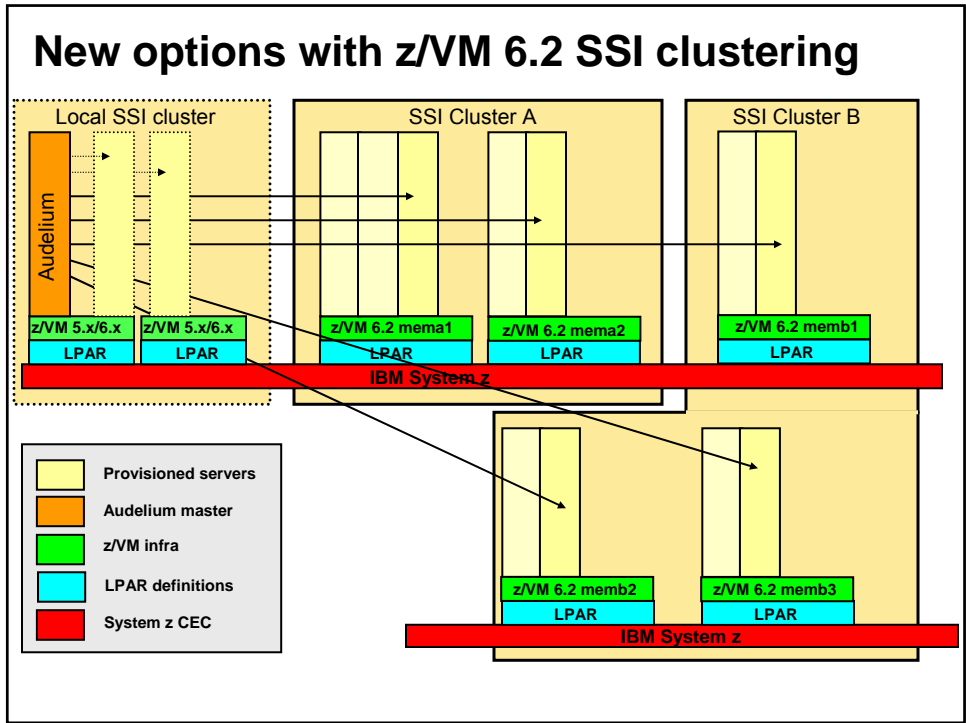 New options with z/VM 6.2 SSI clustering
Local SSI cluster
SSI Cluster A
SSI Cluster B
Audelium
z/VM 5.x/6.x
z/VM 5.x/6.x
z/VM 6.2 mema1
z/VM 6.2 mema2
z/VM 6.2 memb1
LPAR
LPAR
LPAR
LPAR
LPAR
IBM System z
Provisioned servers
Audelium master
z/VM infra
LPAR definitions
System z CEC
z/VM 6.2 memb2
z/VM 6.2 memb3
LPAR
LPAR
IBM System z